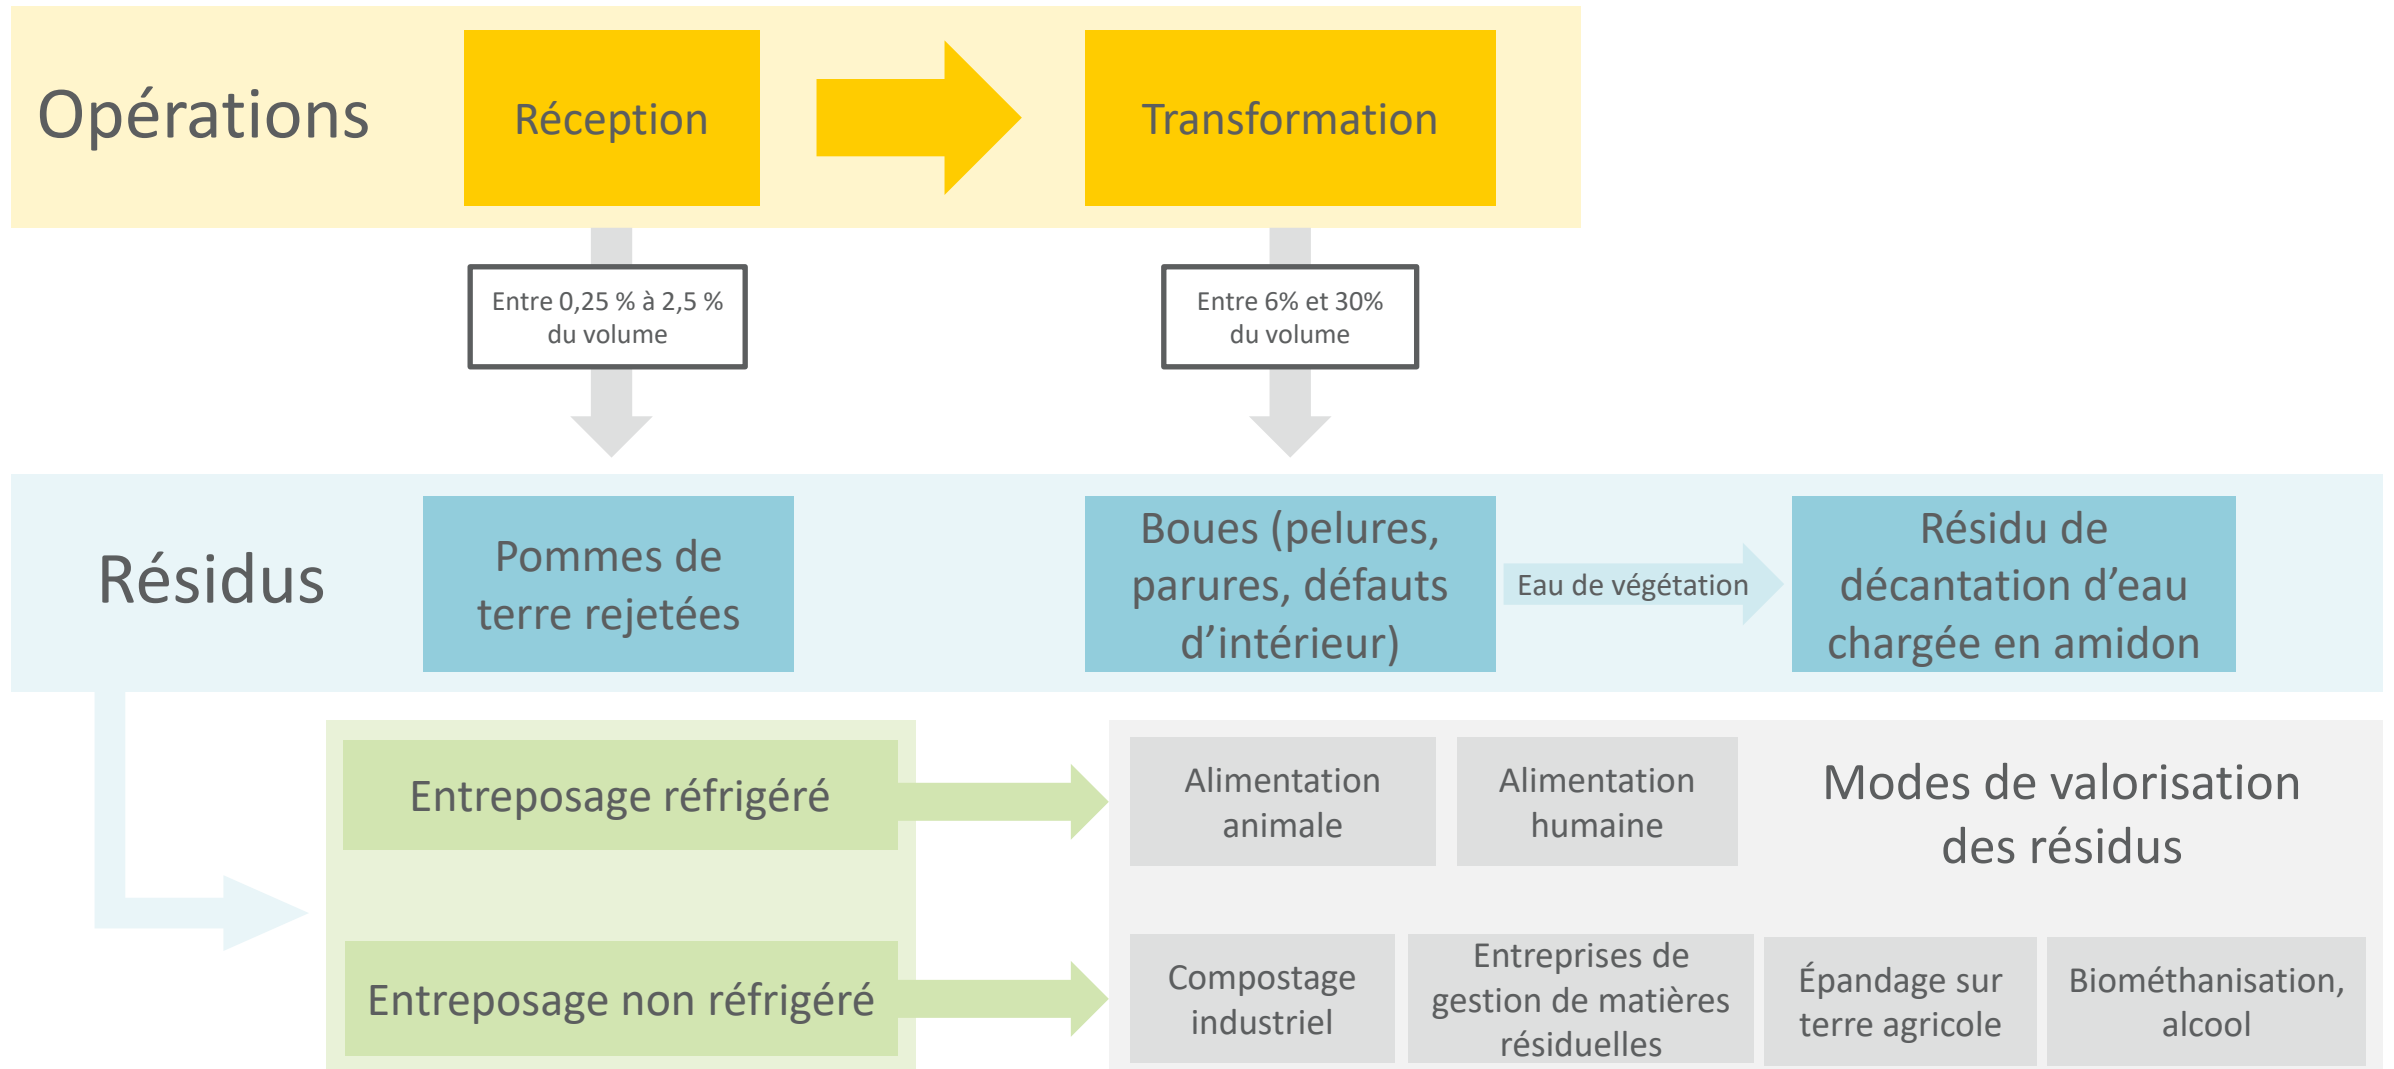 Opérations
Réception
Transformation
Entre 0,25 % à 2,5 %
du volume
Entre 6% et 30%
du volume
Résidus
Pommes de
terre rejetées
Boues (pelures,
parures, défauts
d’intérieur)
Eau de végétation
Résidu de
décantation d’eau
chargée en amidon
Entreposage réfrigéré
Alimentation
animale
Alimentation
humaine
Modes de valorisation
des résidus
Entreposage non réfrigéré
Compostage
industriel
Entreprises de
gestion de matières
résiduelles
Épandage sur
terre agricole
Biométhanisation,
alcool